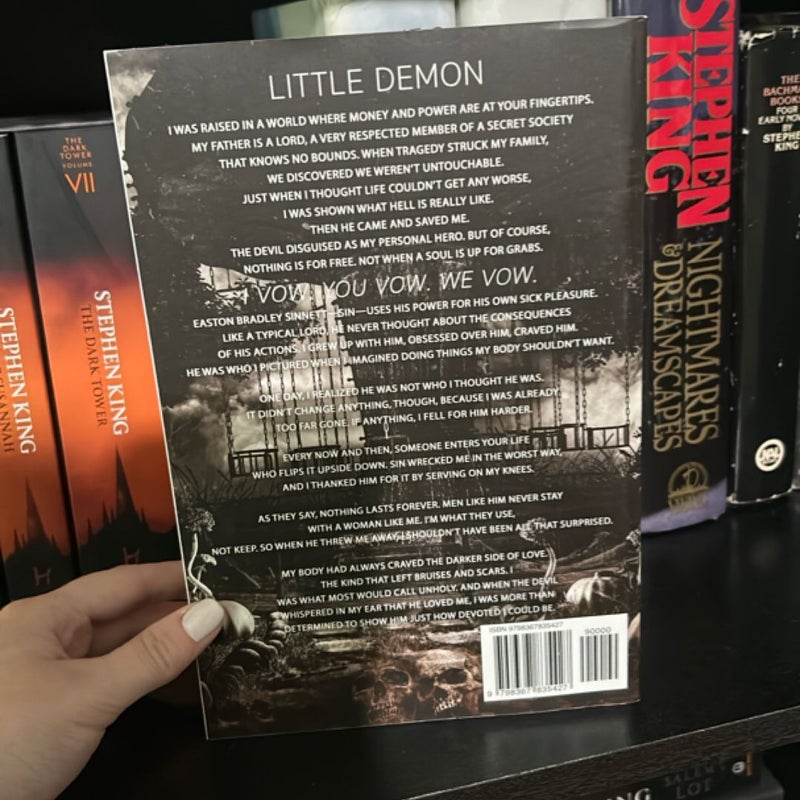 LITTLE DEMON
I WAS RAISED IN A WORLD WHERE MONEY AND POWER ARE AT YOUR FINGERTIPS.
MY FATHER IS A LORD, A VERY RESPECTED MEMBER OF A SECRET SOCIETY
THAT KNOWS NO BOUNDS. WHEN TRAGEDY STRUCK MY FAMILY,
WE DISCOVERED WE WEREN'T UNTOUCHABLE.
JUST WHEN I THOUGHT LIFE COULDN'T GET ANY WORSE,
I WAS SHOWN WHAT HELL IS REALLY LIKE.
THEN HE CAME AND SAVED ME.
THE DEVIL DISGUISED AS MY PERSONAL HERO. BUT OF COURSE,
NOTHING IS FOR FREE. NOT WHEN A SOUL IS UP FOR GRABS.
I VOW. YOU VOW. WE VOW.
EASTON BRADLEY SINNETT—SIN—USES HIS POWER FOR HIS OWN SICK PLEASURE.
LIKE A TYPICAL LORD, HE NEVER THOUGHT ABOUT THE CONSEQUENCES
OF HIS ACTIONS. I GREW UP WITH HIM, OBSESSED OVER HIM, CRAVED HIM.
HE WAS WHO I PICTURED WHEN I IMAGINED DOING THINGS MY BODY SHOULDN'T WANT.
ONE DAY, I REALIZED HE WAS NOT WHO I THOUGHT HE WAS.
IT DIDN'T CHANGE ANYTHING, THOUGH, BECAUSE I WAS ALREADY
TOO FAR GONE. IF ANYTHING, I FELL FOR HIM HARDER.
EVERY NOW AND THEN, SOMEONE ENTERS YOUR LIFE
WHO FLIPS IT UPSIDE DOWN. SIN WRECKED ME IN THE WORST WAY,
AND I THANKED HIM FOR IT BY SERVING ON MY KNEES.
AS THEY SAY, NOTHING LASTS FOREVER. MEN LIKE HIM NEVER STAY
WITH A WOMAN LIKE ME. I'M WHAT THEY USE,
NOT KEEP. SO WHEN HE THREW ME AWAY, I SHOULDN'T HAVE BEEN ALL THAT SURPRISED.
MY BODY HAD ALWAYS CRAVED THE DARKER SIDE OF LOVE.
THE KIND THAT LEFT BRUISES AND SCARS. I
WAS WHAT MOST WOULD CALL UNHOLY. AND WHEN THE DEVIL
WHISPERED IN MY EAR THAT HE LOVED ME, I WAS MORE THAN
DETERMINED TO SHOW HIM JUST HOW DEVOTED I COULD BE.
ISBN 9798367835427
90000
9 798367 835427
THE
DARK
TOWER
VOLUME
VII
STEPHEN KING
THE DARK TOWER
STEPHEN KING
SUSANNAH
STEPHEN
KING
NIGHTMARES
& DREAMSCAPES
THE
BACHMAN
BOOKS
FOUR
EARLY
STEPHEN
KING
NAL
SALEM'S
LOT